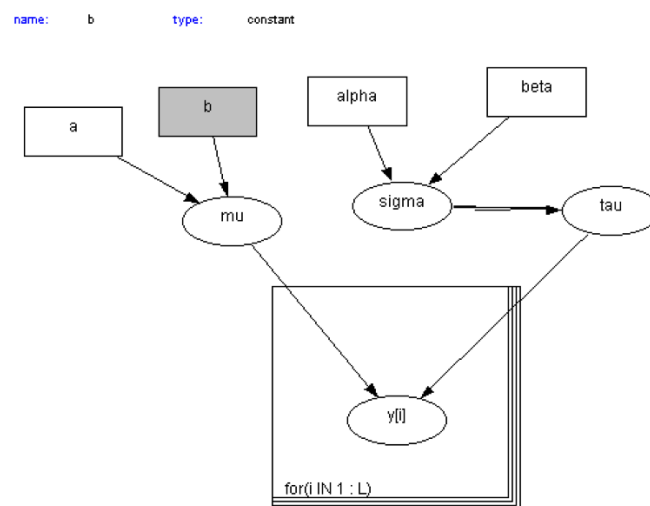 name: b type: constant
alpha
beta
b
a
sigma
tau
mu
y[i]
for(i IN 1 : L)